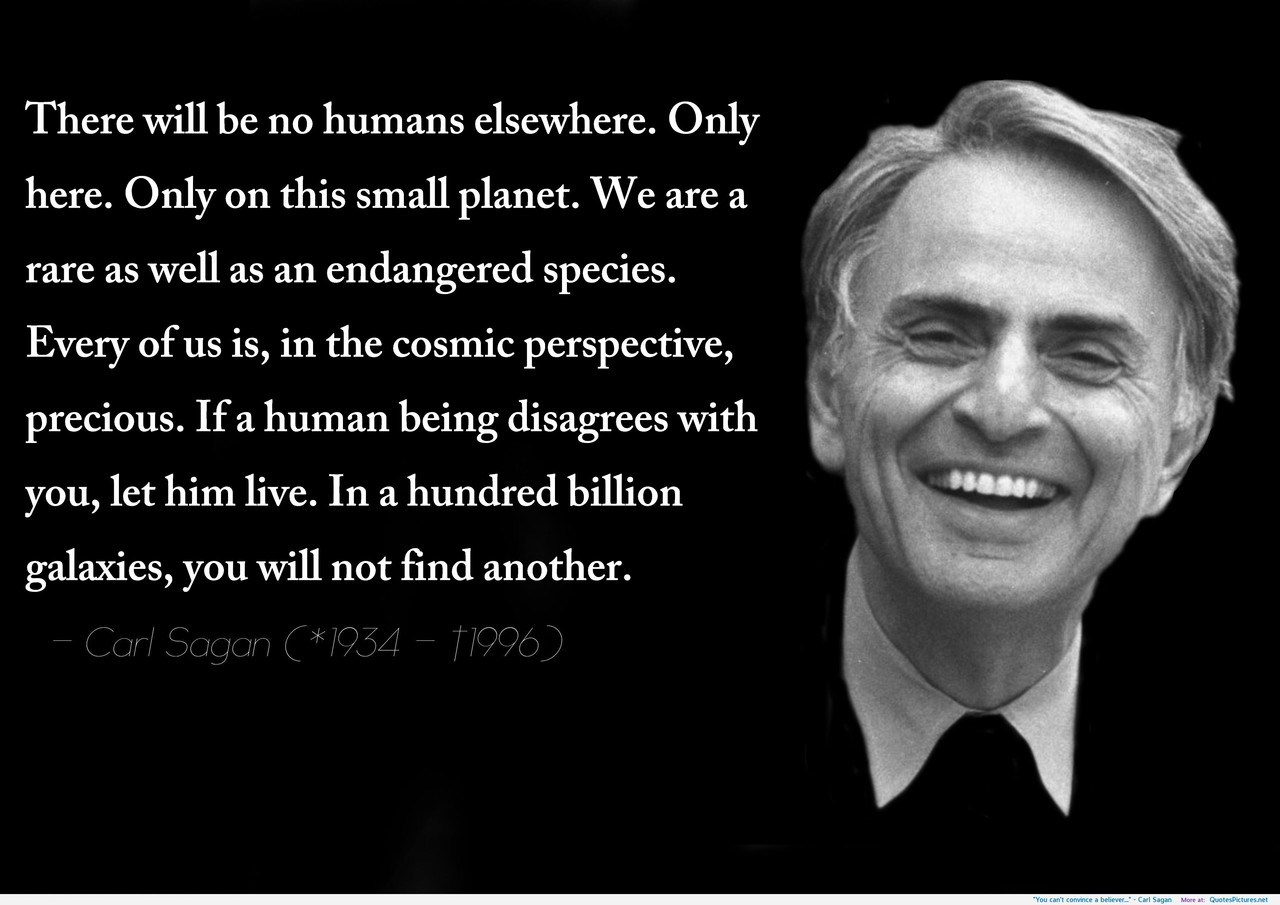 There will be no humans elsewhere. Only
here. Only on this small planet. We are a
rare as well as an endangered species.
Every of us is, in the cosmic perspective,
precious. If a human being disagrees with
you, let him live. In a hundred billion
galaxies, you will not find another.
– Carl Sagan (*1934 – †1996)
"You can't convince a believer..." - Carl Sagan More at: QuotesPictures.net